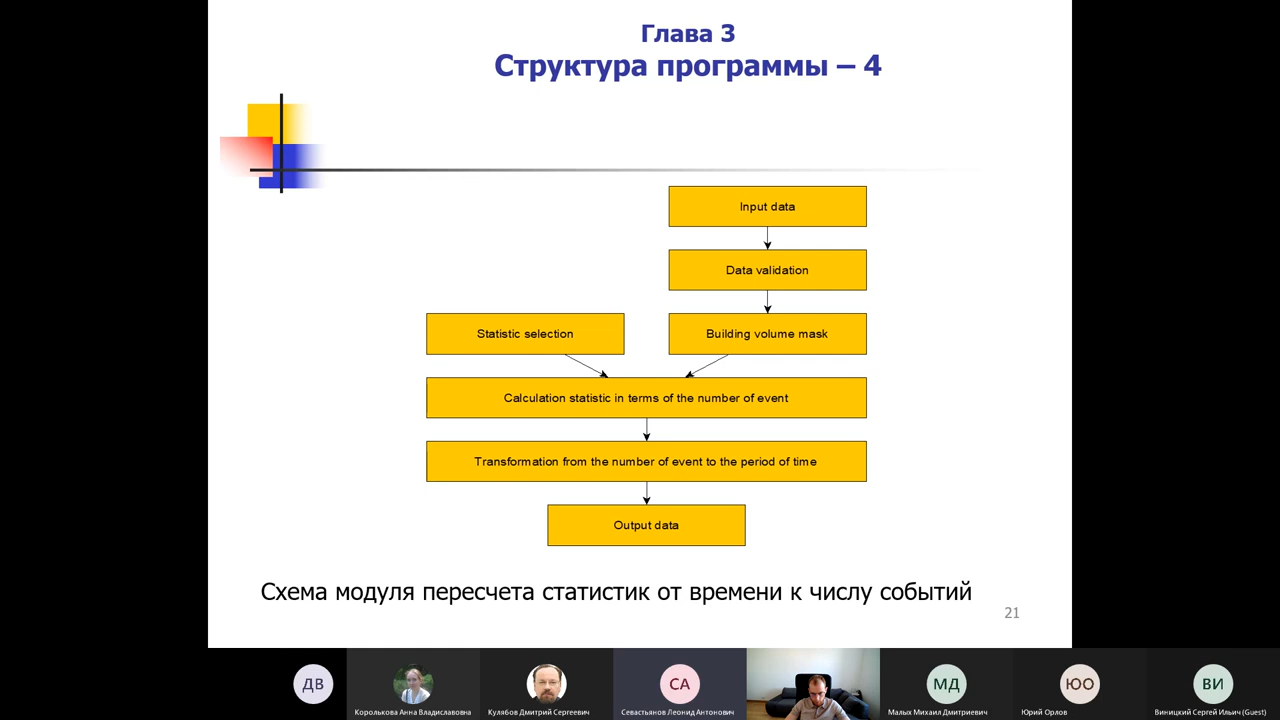 Глава 3
Структура программы – 4
Input data
Data validation
Statistic selection
Building volume mask
Calculation statistic in terms of the number of event
Transformation from the number of event to the period of time
Output data
Схема модуля пересчета статистик от времени к числу событий
21
ДВ
СА
МД
ЮО
ВИ
Королькова Анна Владиславовна
Кулябов Дмитрий Сергеевич
Севастьянов Леонид Антонович
Малых Михаил Дмитриевич
Юрий Орлов
Виницкий Сергей Ильич (Guest)